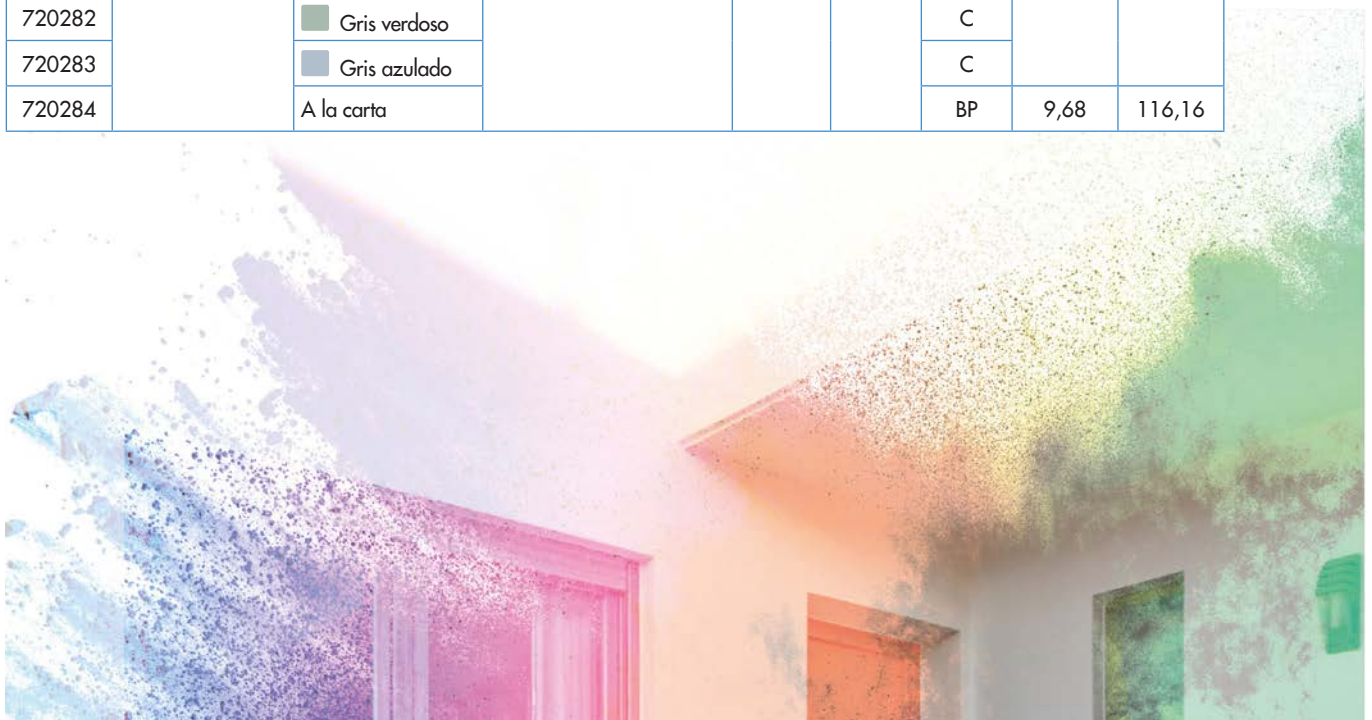 720282 Gris verdoso C
720283 Gris azulado C
720284 A la carta BP 9,68 116,16